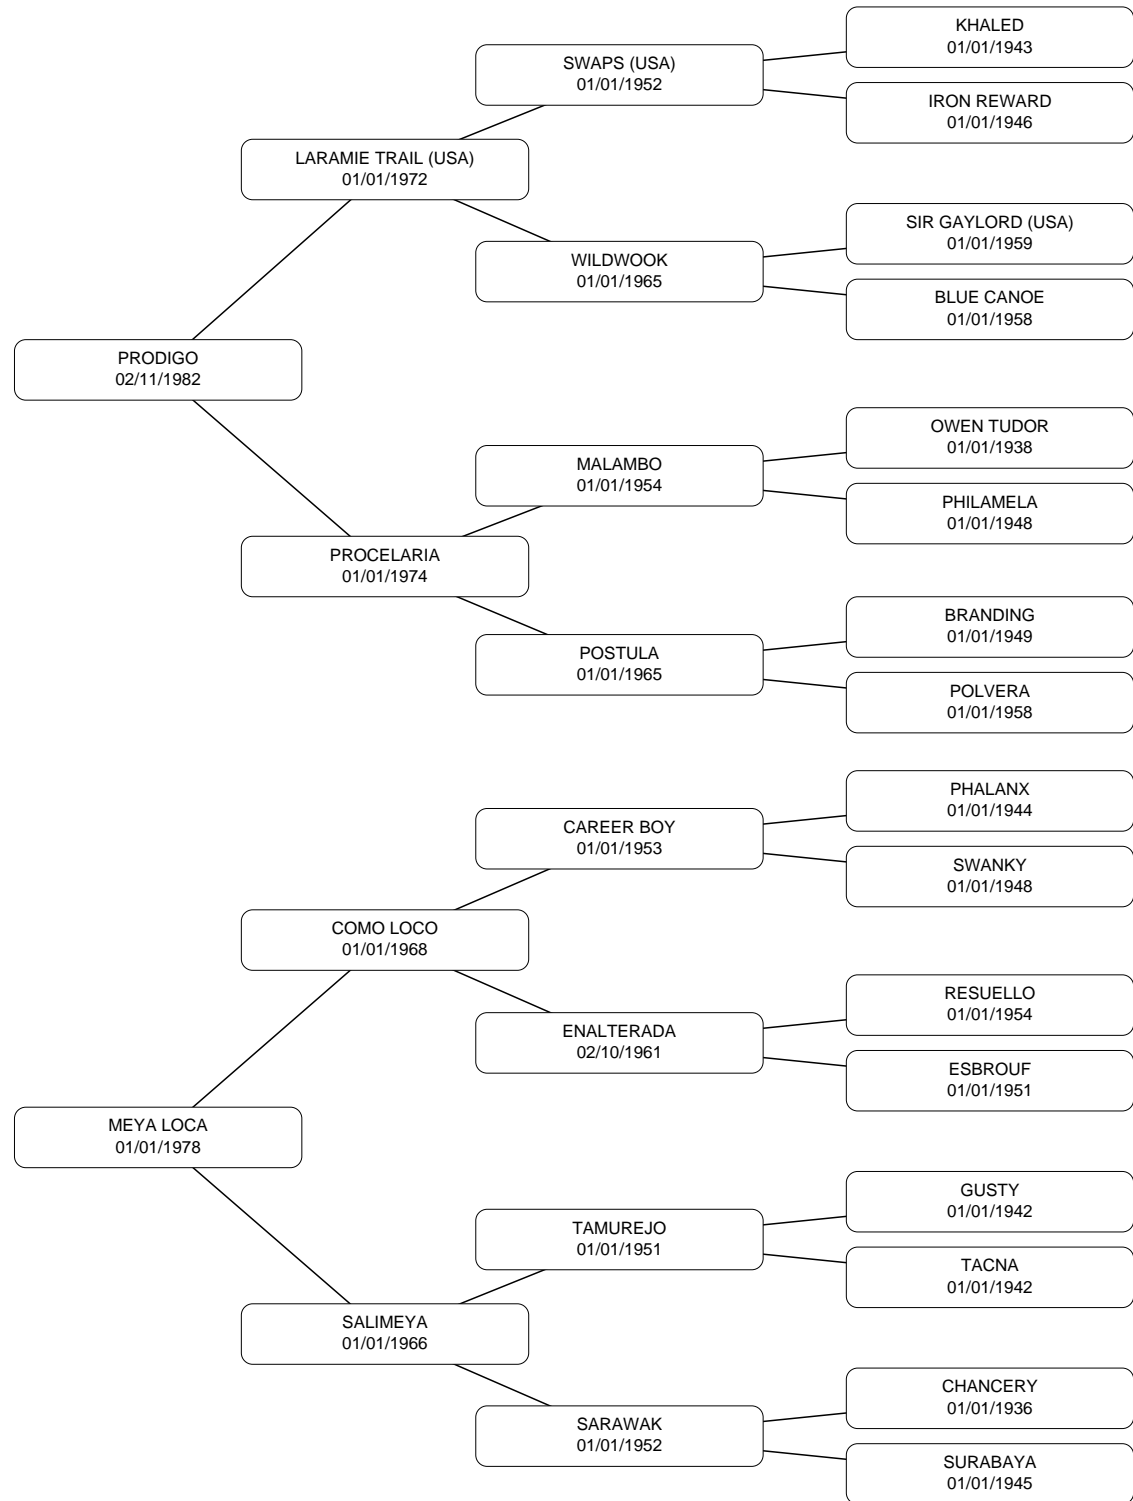 KHALED
01/01/1943
SWAPS (USA)
01/01/1952
IRON REWARD
01/01/1946
LARAMIE TRAIL (USA)
01/01/1972
SIR GAYLORD (USA)
01/01/1959
WILDWOOK
01/01/1965
BLUE CANOE
01/01/1958
PRODIGO
02/11/1982
OWEN TUDOR
01/01/1938
MALAMBO
01/01/1954
PHILAMELA
01/01/1948
PROCELARIA
01/01/1974
BRANDING
01/01/1949
POSTULA
01/01/1965
POLVERA
01/01/1958
PHALANX
01/01/1944
CAREER BOY
01/01/1953
SWANKY
01/01/1948
COMO LOCO
01/01/1968
RESUELLO
01/01/1954
ENALTERADA
02/10/1961
ESBROUF
01/01/1951
MEYA LOCA
01/01/1978
GUSTY
01/01/1942
TAMUREJO
01/01/1951
TACNA
01/01/1942
SALIMEYA
01/01/1966
CHANCERY
01/01/1936
SARAWAK
01/01/1952
SURABAYA
01/01/1945